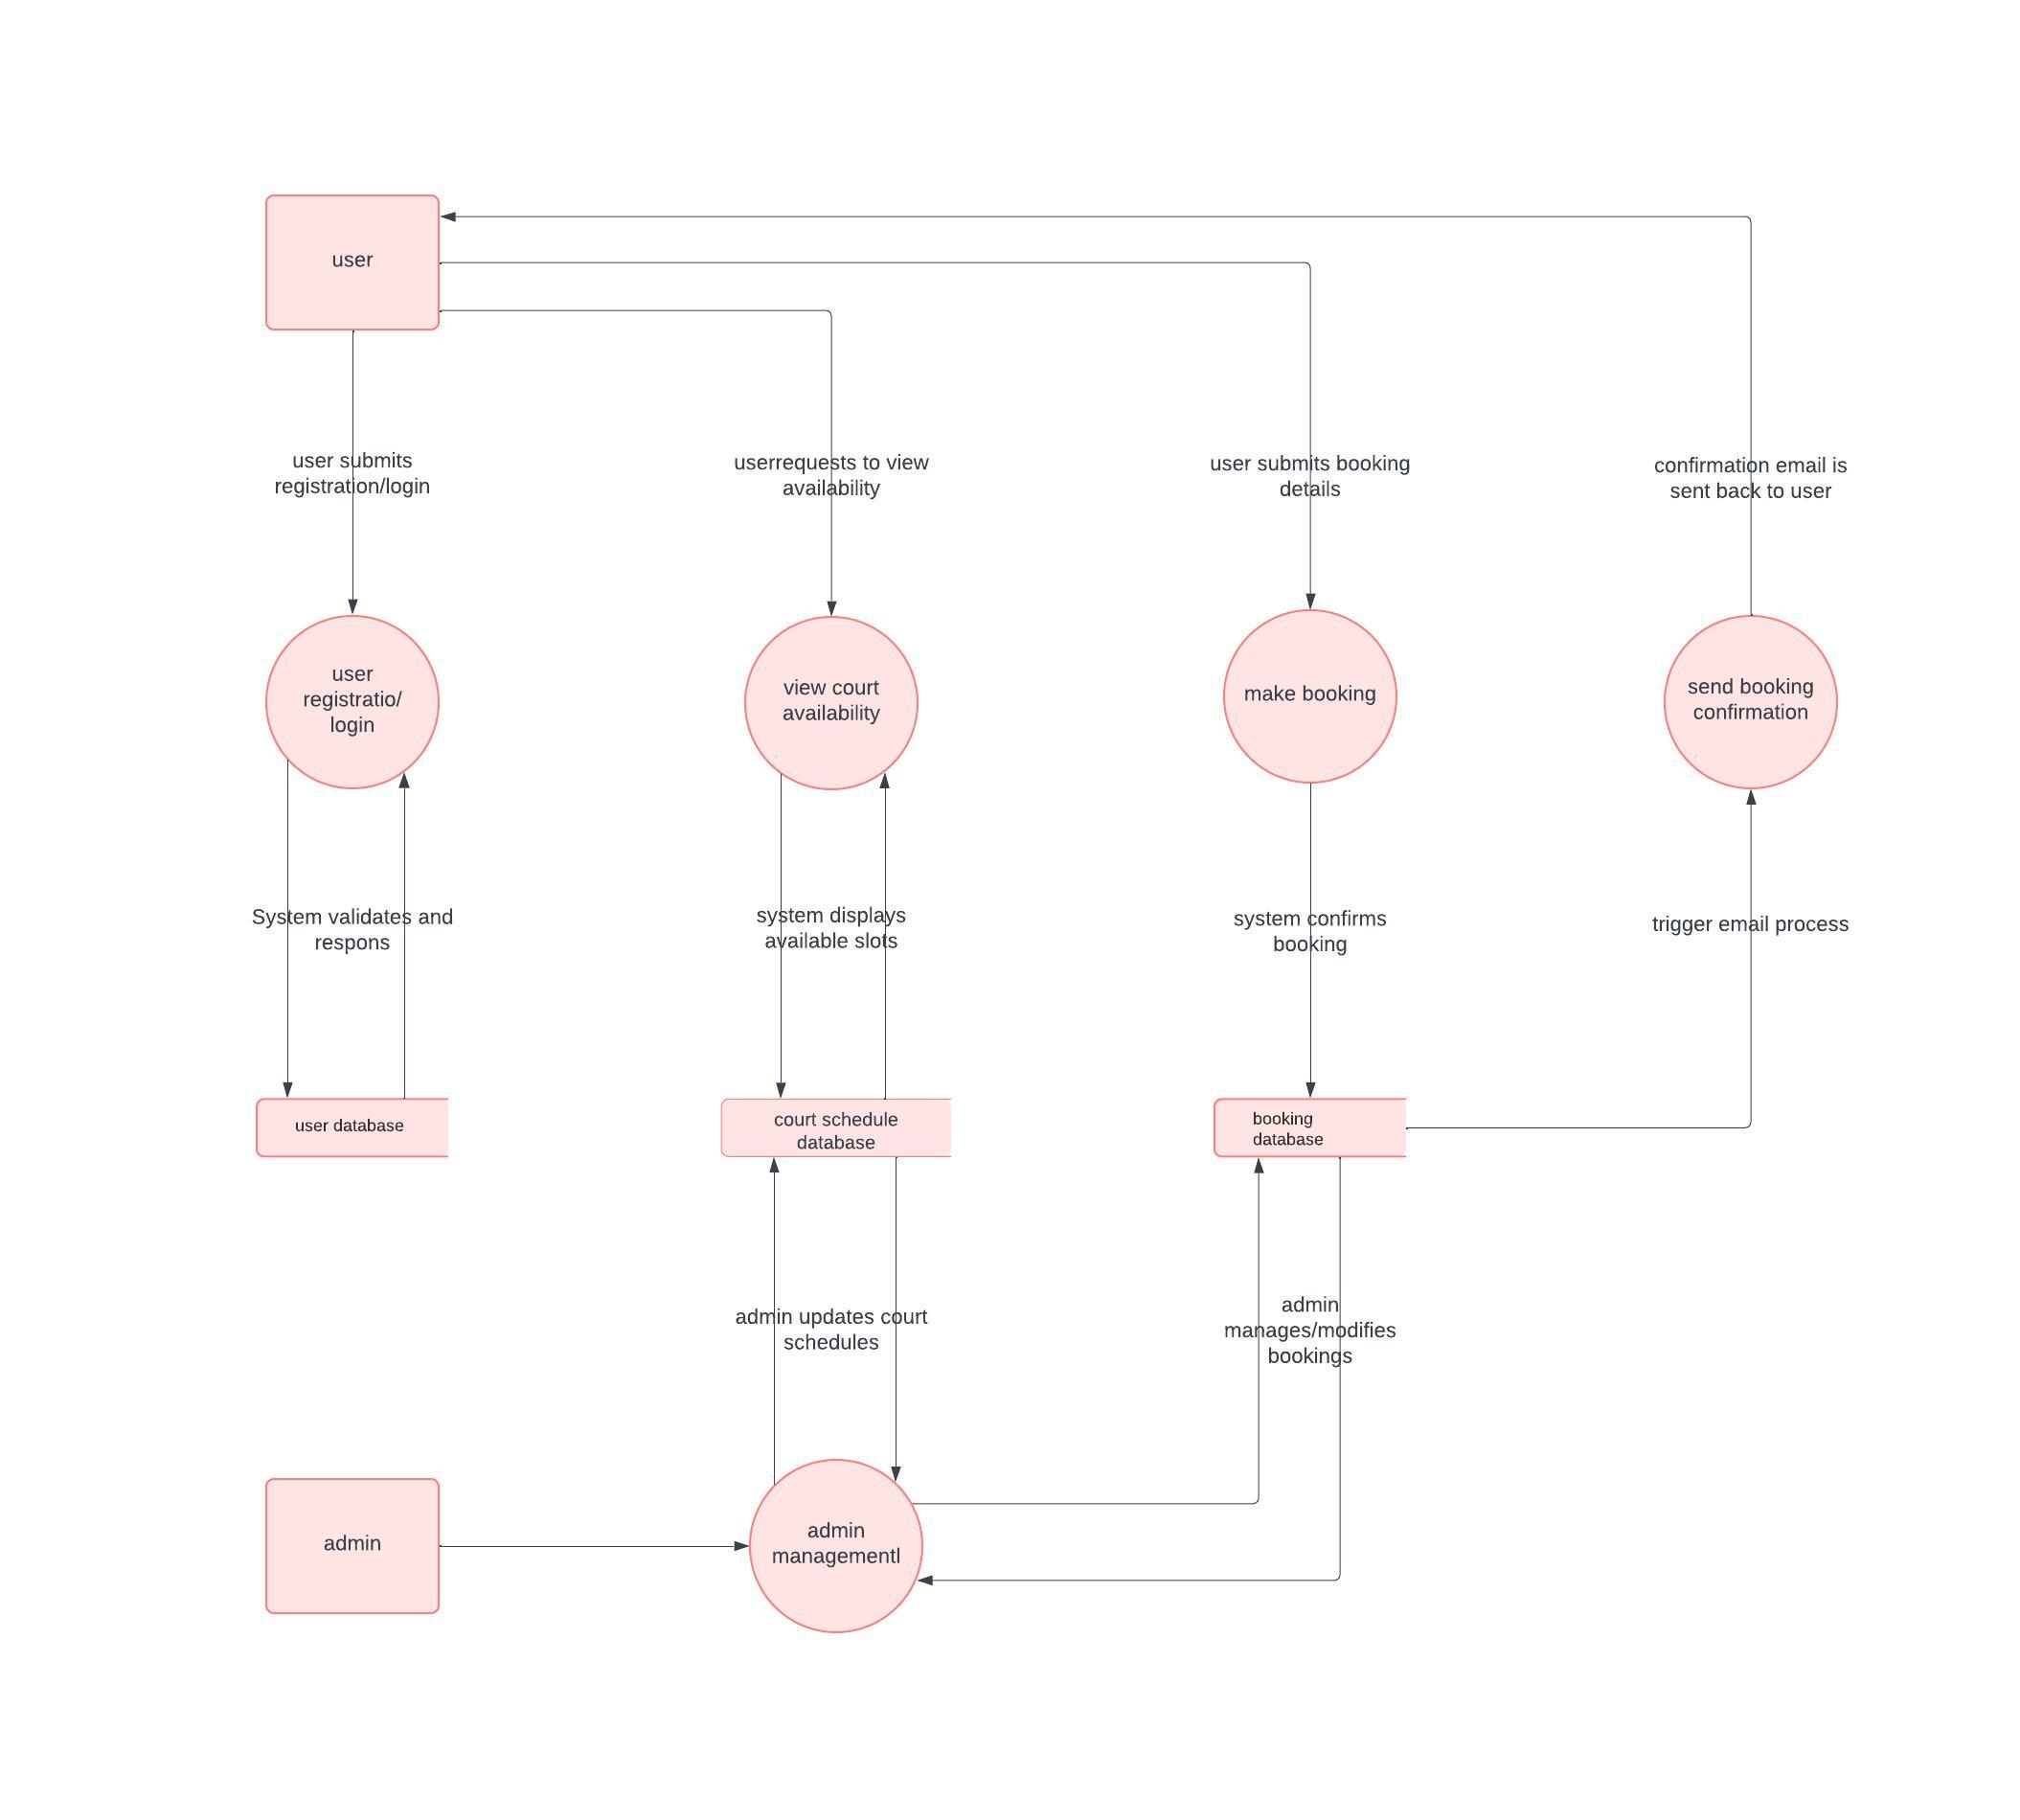 user
user submits
registration/login
userrequests to view
availability
user submits booking
details
confirmation email is
sent back to user
user
registratio/
login
view court
availability
make booking
send booking
confirmation
System validates and
respons
system displays
available slots
system confirms
booking
trigger email process
user database
court schedule
database
booking
database
admin updates court
schedules
admin
manages/modifies
bookings
admin
admin
managementl